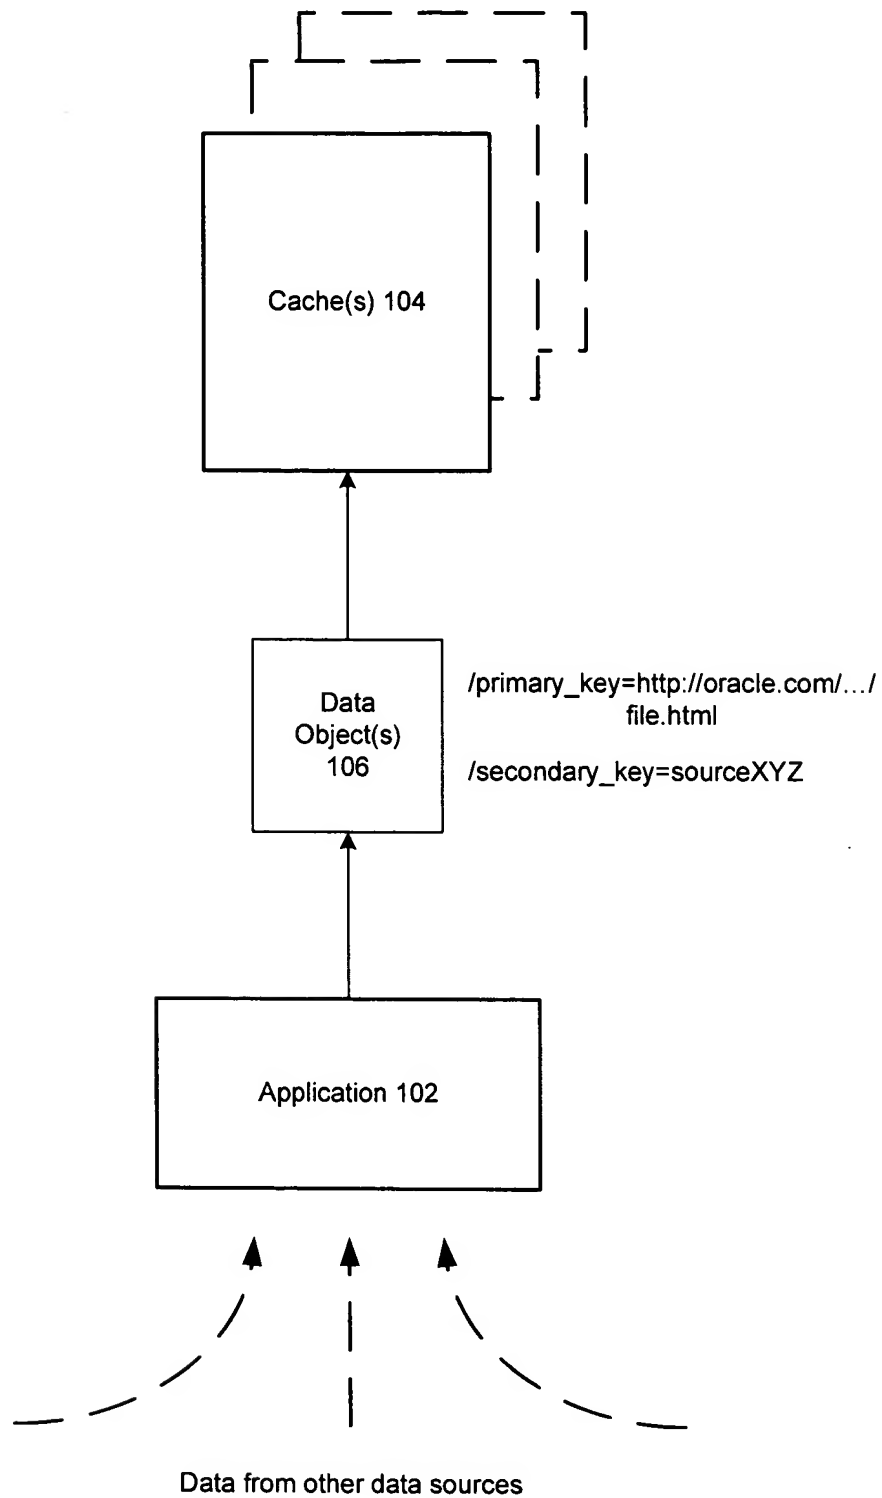 Cache(s) 104
Data
Object(s)
106
/primary_key=http://oracle.com/.../
file.html
/secondary_key=sourceXYZ
Application 102
Data from other data sources